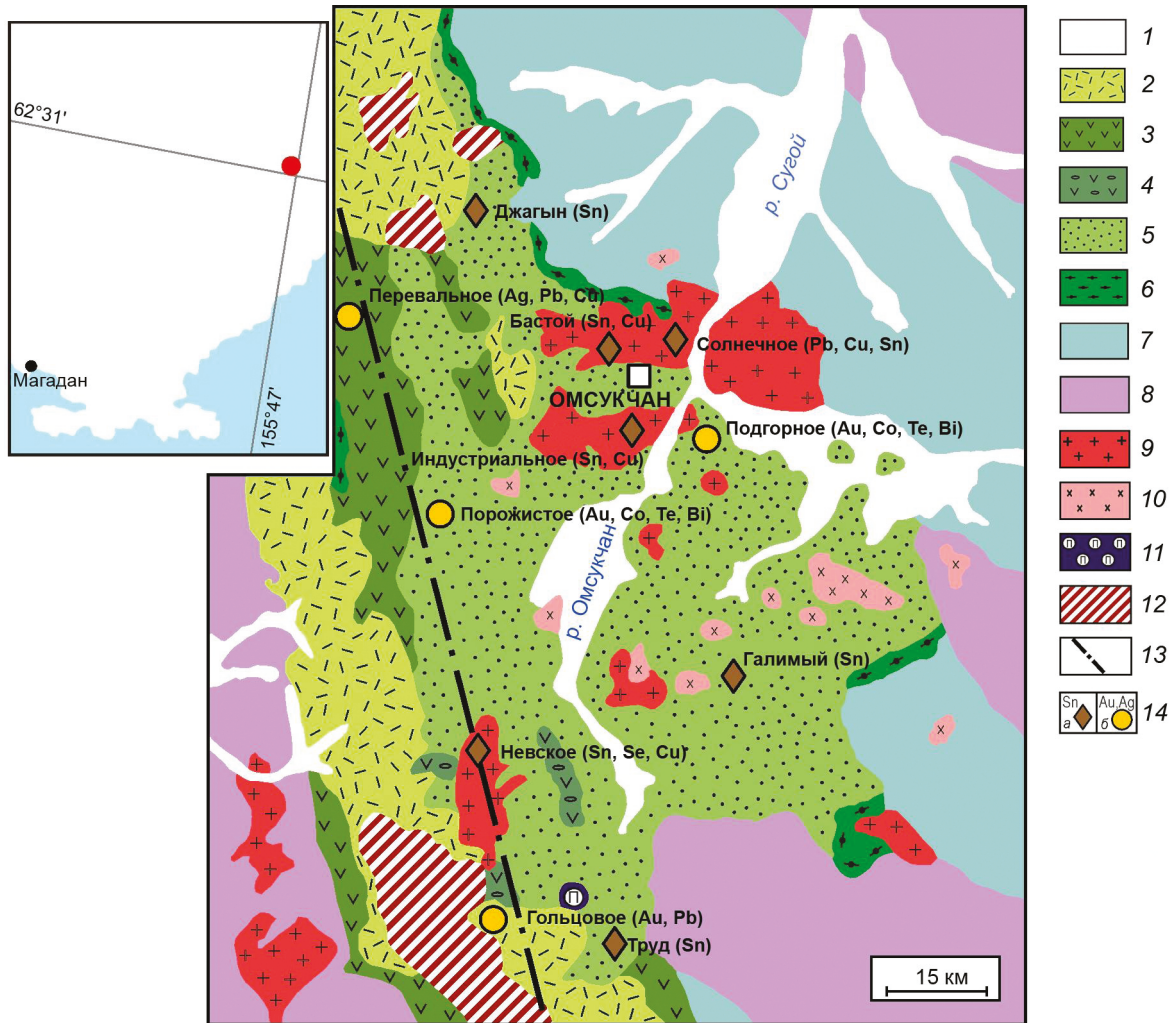 62°31'
Магадан
155°47'
р. Сугой
Джагын (Sn)
Перевальное (Ag, Pb, Cu)
Бастой (Sn, Cu)
Солнечное (Pb, Cu, Sn)
ОМСУКЧАН
Подгорное (Au, Co, Te, Bi)
Индустриальное (Sn, Cu)
Порожистое (Au, Co, Te, Bi)
р. Омсукчан
Галимый (Sn)
Невское (Sn, Se, Cu)
П
Гольцовое (Au, Pb)
Труд (Sn)
15 км
1
2
3
4
5
6
7
8
9
10
П П П
П П
11
12
13
Sn Au,Ag
а б
14